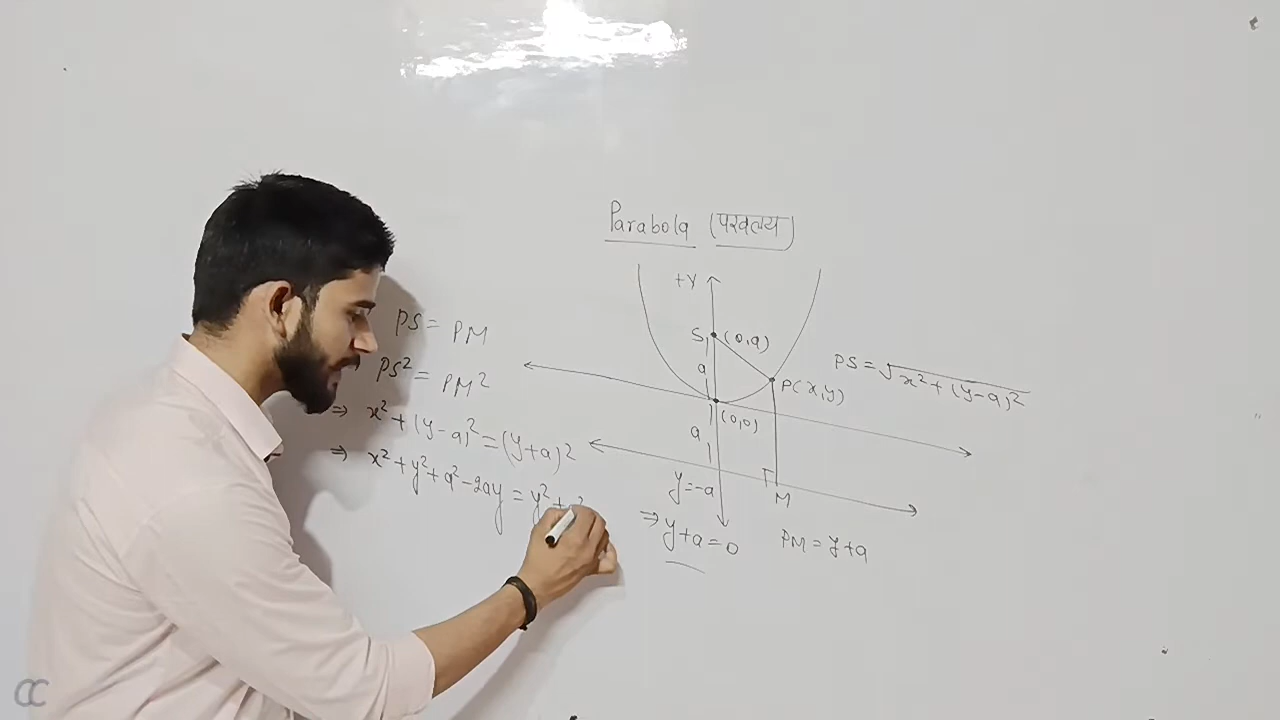 Parabola (परवलय)
+Y
S (0,a)
a
P(x,y)
(0,0)
a
y=-a
⇒ y+a=0
M
PM = y+a
PS = √x²+(y-a)²
PS = PM
PS² = PM²
⇒ x²+(y-a)²=(y+a)²
⇒ x²+y²+a²-2ay = y²+
CC